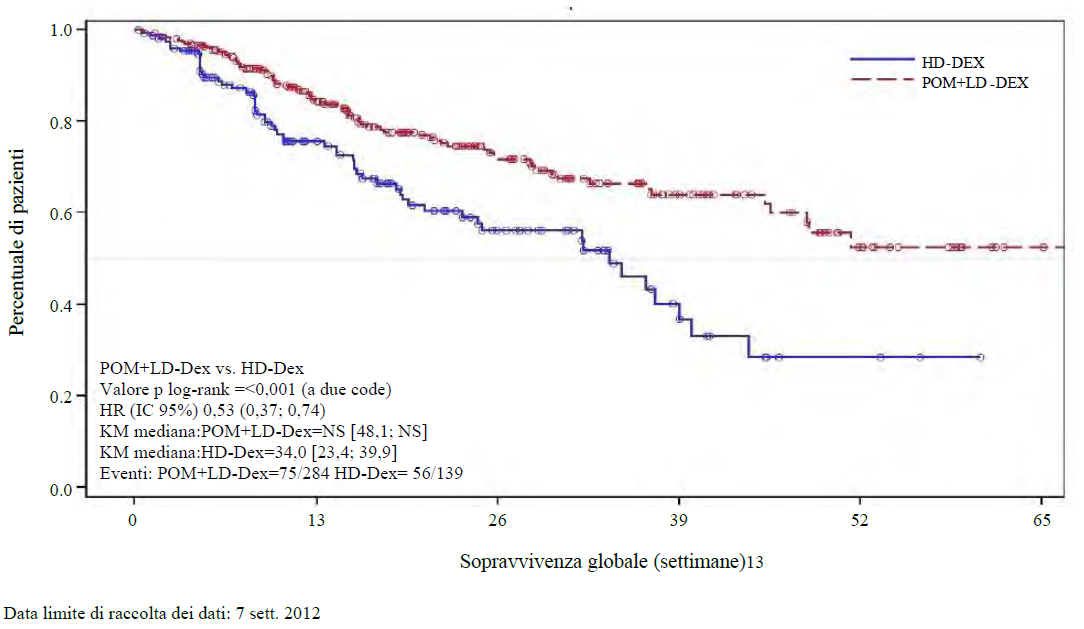 1.0
0.8
0.6
0.4
0.2
0.0
Percentuale di pazienti
HD-DEX
POM+LD -DEX
POM+LD-Dex vs. HD-Dex
Valore p log-rank =<0,001 (a due code)
HR (IC 95%) 0,53 (0,37; 0,74)
KM mediana:POM+LD-Dex=NS [48,1; NS]
KM mediana:HD-Dex=34,0 [23,4; 39,9]
Eventi: POM+LD-Dex=75/284 HD-Dex= 56/139
0 13 26 39 52 65
Sopravvivenza globale (settimane)13
Data limite di raccolta dei dati: 7 sett. 2012